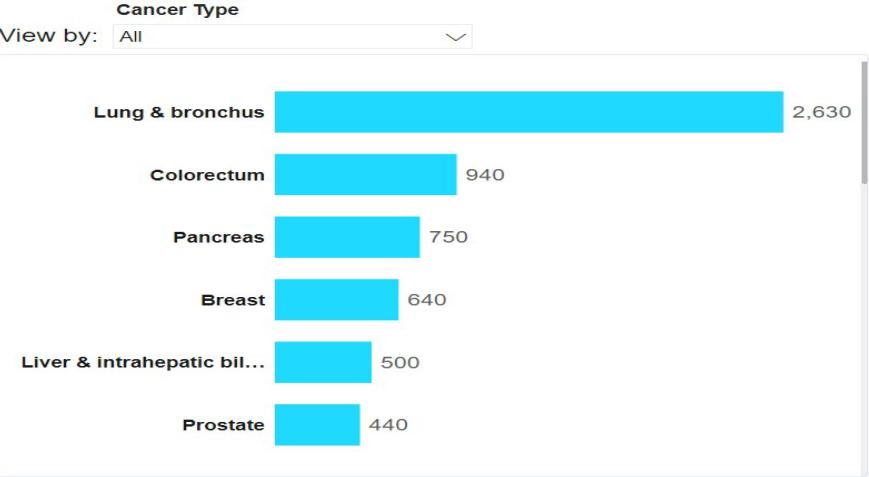 Cancer Type
View by: All
Lung & bronchus 2,630
Colorectum 940
Pancreas 750
Breast 640
Liver & intrahepatic bil... 500
Prostate 440